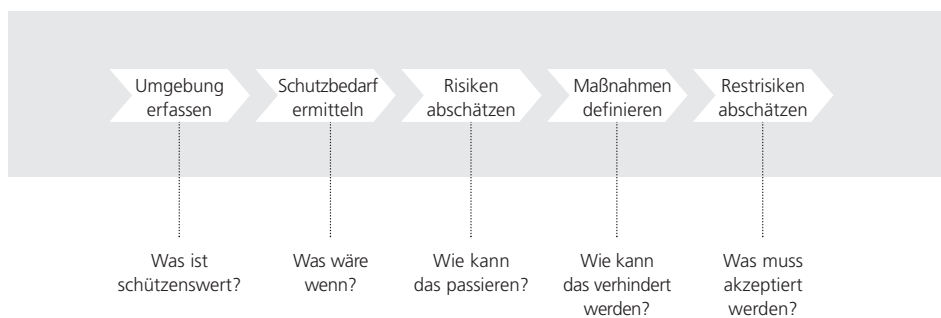 Umgebung
erfassen
Schutzbedarf
ermitteln
Risiken
abschätzen
Maßnahmen
definieren
Restrisiken
abschätzen
Was ist
schützenswert?
Was wäre
wenn?
Wie kann
das passieren?
Wie kann
das verhindert
werden?
Was muss
akzeptiert
werden?